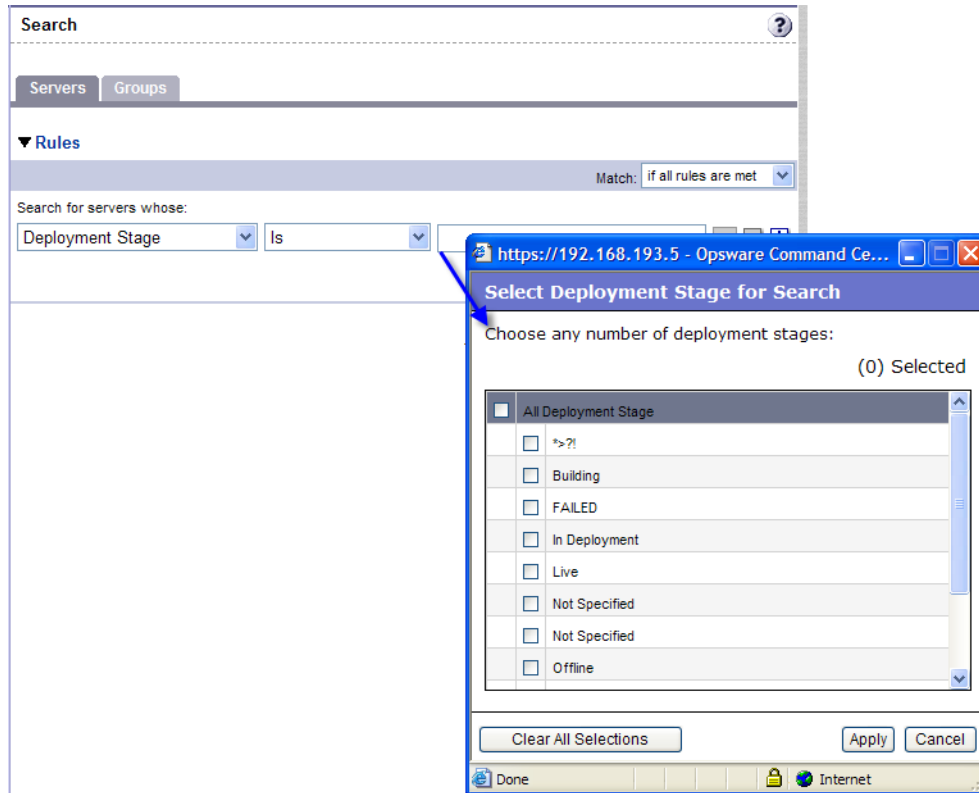 Search
?
Servers Groups
Rules
Match: if all rules are met
Search for servers whose:
Deployment Stage Is
https://192.168.193.5 - Opsware Command Ce...
Select Deployment Stage for Search
Choose any number of deployment stages:
(0) Selected
All Deployment Stage
*>?!
Building
FAILED
In Deployment
Live
Not Specified
Not Specified
Offline
Clear All Selections Apply Cancel
Done Internet